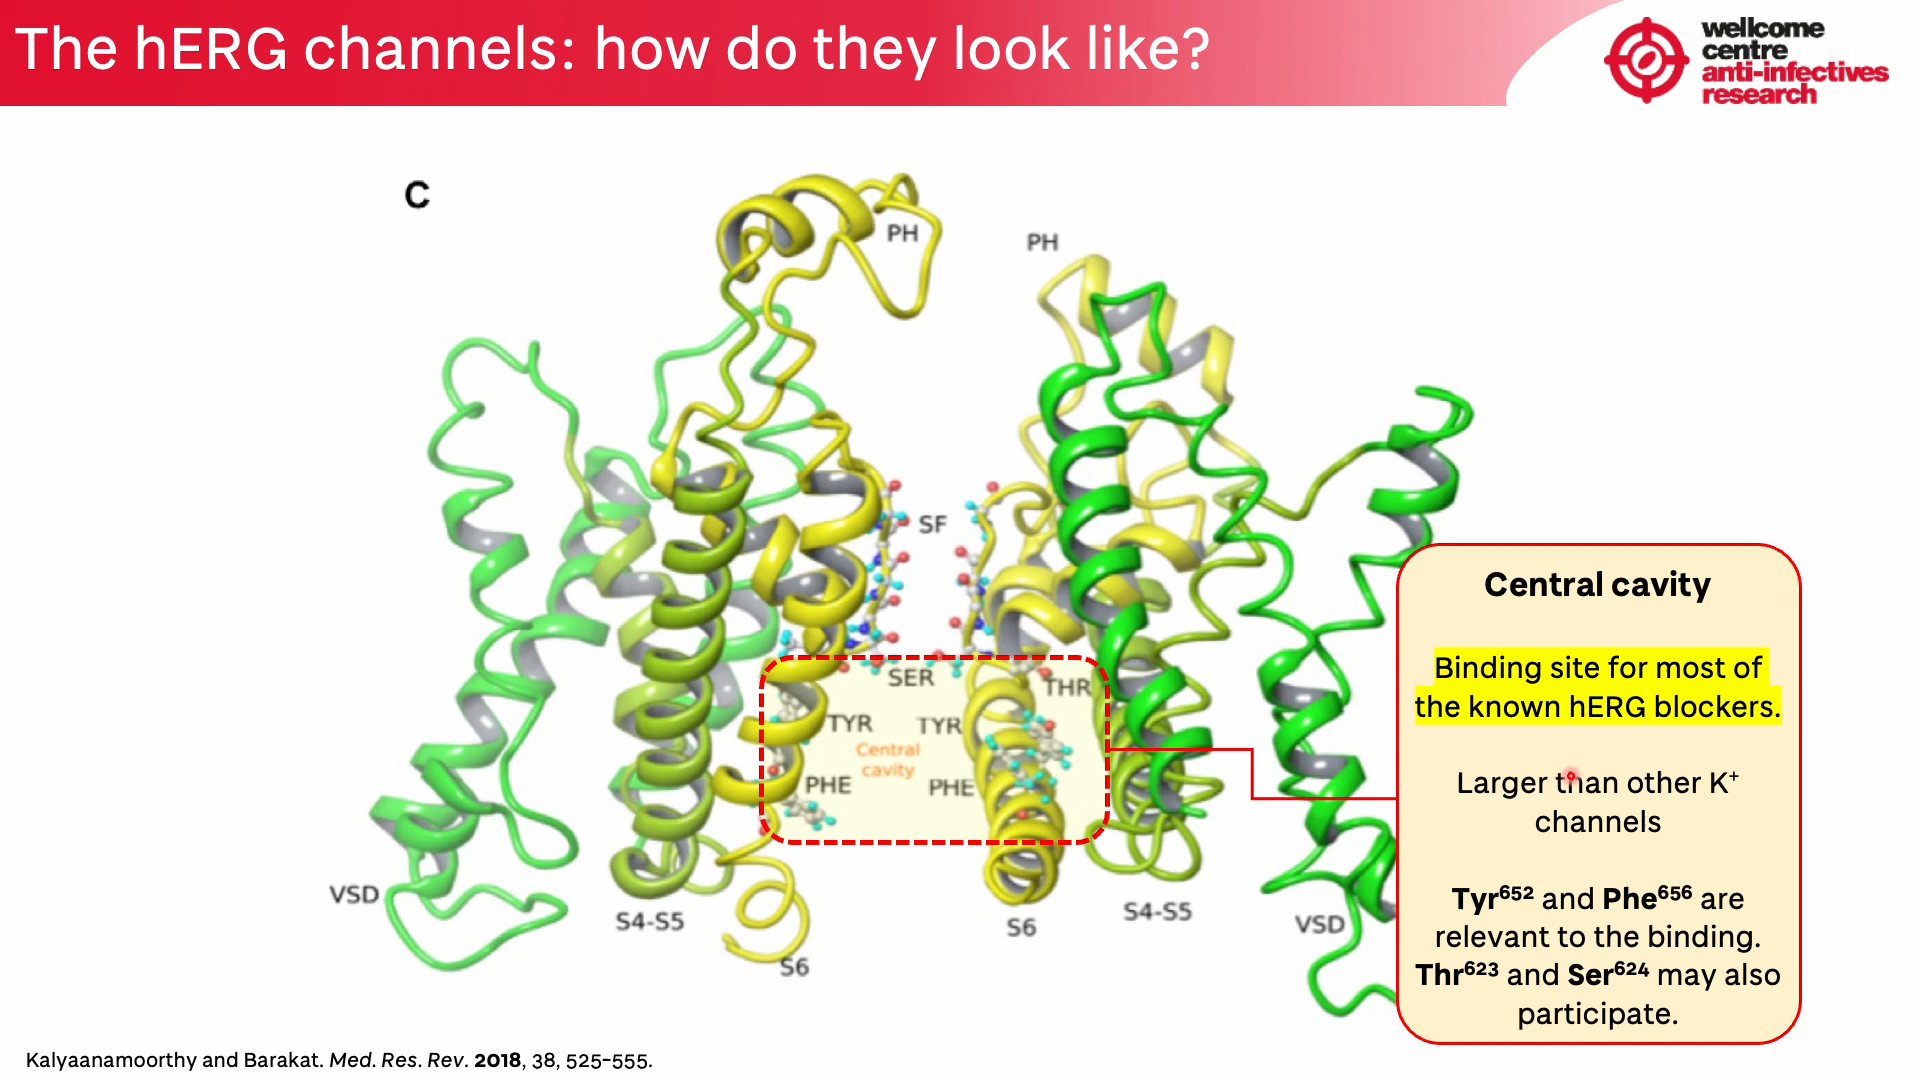 The hERG channels: how do they look like?
wellcome
centre
anti-infectives
research
C
PH
PH
SF
SER
THR
TYR
TYR
Central
cavity
PHE
PHE
VSD
S4-S5
S6
S6
S4-S5
VSD
Central cavity
Binding site for most of
the known hERG blockers.
Larger than other K⁺
channels
Tyr⁶⁵² and Phe⁶⁵⁶ are
relevant to the binding.
Thr⁶²³ and Ser⁶²⁴ may also
participate.
Kalyaanamoorthy and Barakat. Med. Res. Rev. 2018, 38, 525-555.